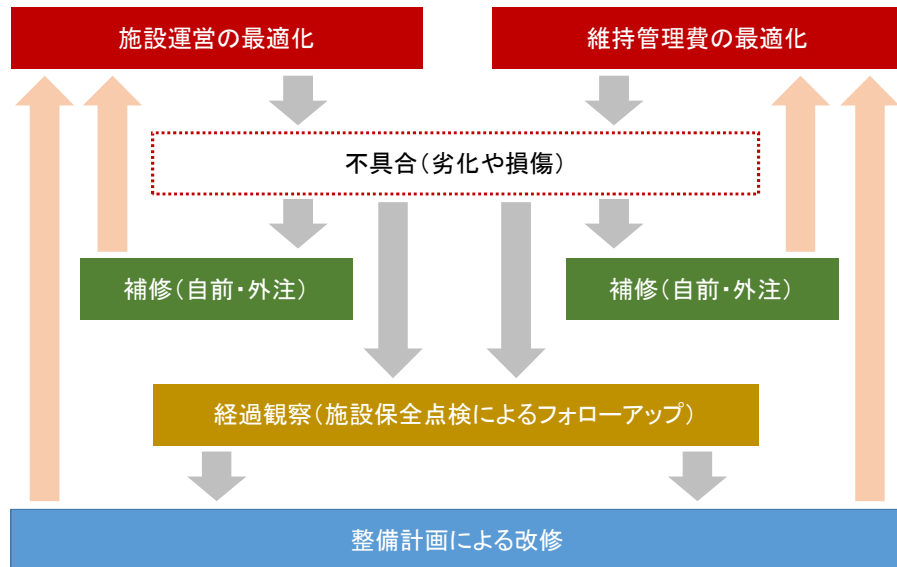 施設運営の最適化
維持管理費の最適化
不具合(劣化や損傷)
補修(自前・外注)
補修(自前・外注)
経過観察(施設保全点検によるフォローアップ)
整備計画による改修